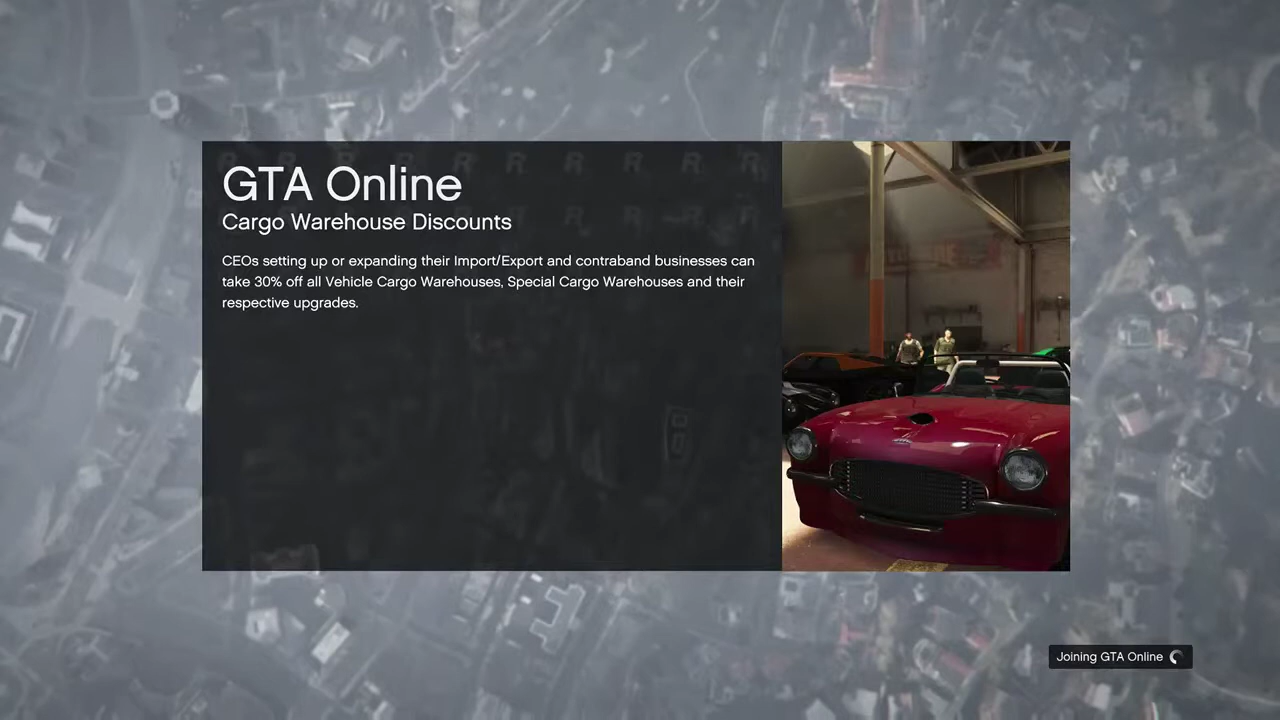 GTA Online
Cargo Warehouse Discounts
CEOs setting up or expanding their Import/Export and contraband businesses can
take 30% off all Vehicle Cargo Warehouses, Special Cargo Warehouses and their
respective upgrades.
Joining GTA Online